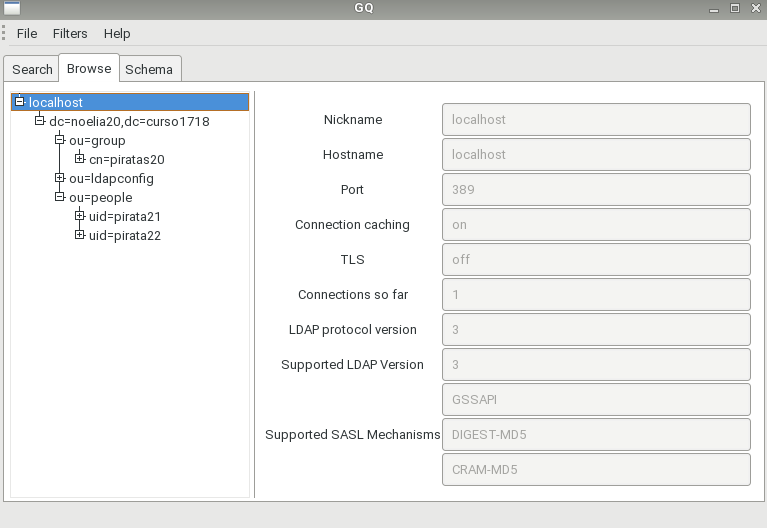 GQ
File Filters Help
Search Browse Schema
localhost
dc=noelia20,dc=curso1718
ou=group
cn=piratas20
ou=ldapconfig
ou=people
uid=pirata21
uid=pirata22
Nickname localhost
Hostname localhost
Port 389
Connection caching on
TLS off
Connections so far 1
LDAP protocol version 3
Supported LDAP Version 3
GSSAPI
Supported SASL Mechanisms DIGEST-MD5
CRAM-MD5